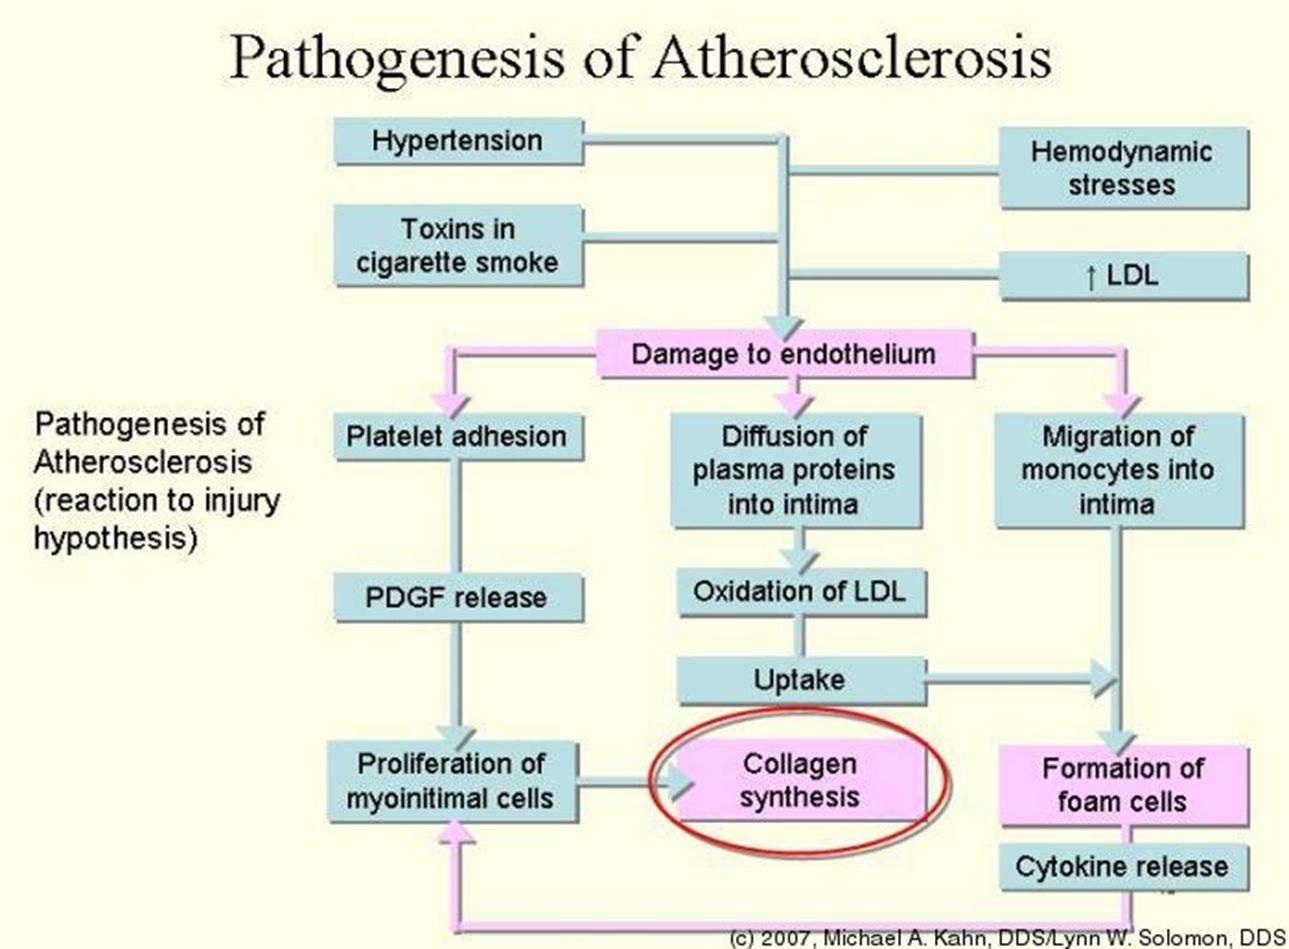 Pathogenesis of Atherosclerosis
Hypertension
Hemodynamic
stresses
Toxins in
cigarette smoke
↑ LDL
Damage to endothelium
Pathogenesis of
Atherosclerosis
(reaction to injury
hypothesis)
Platelet adhesion
Diffusion of
plasma proteins
into intima
Migration of
monocytes into
intima
PDGF release
Oxidation of LDL
Uptake
Proliferation of
myoinitimal cells
Collagen
synthesis
Formation of
foam cells
Cytokine release
(c) 2007, Michael A. Kahn, DDS/Lynn W. Solomon, DDS